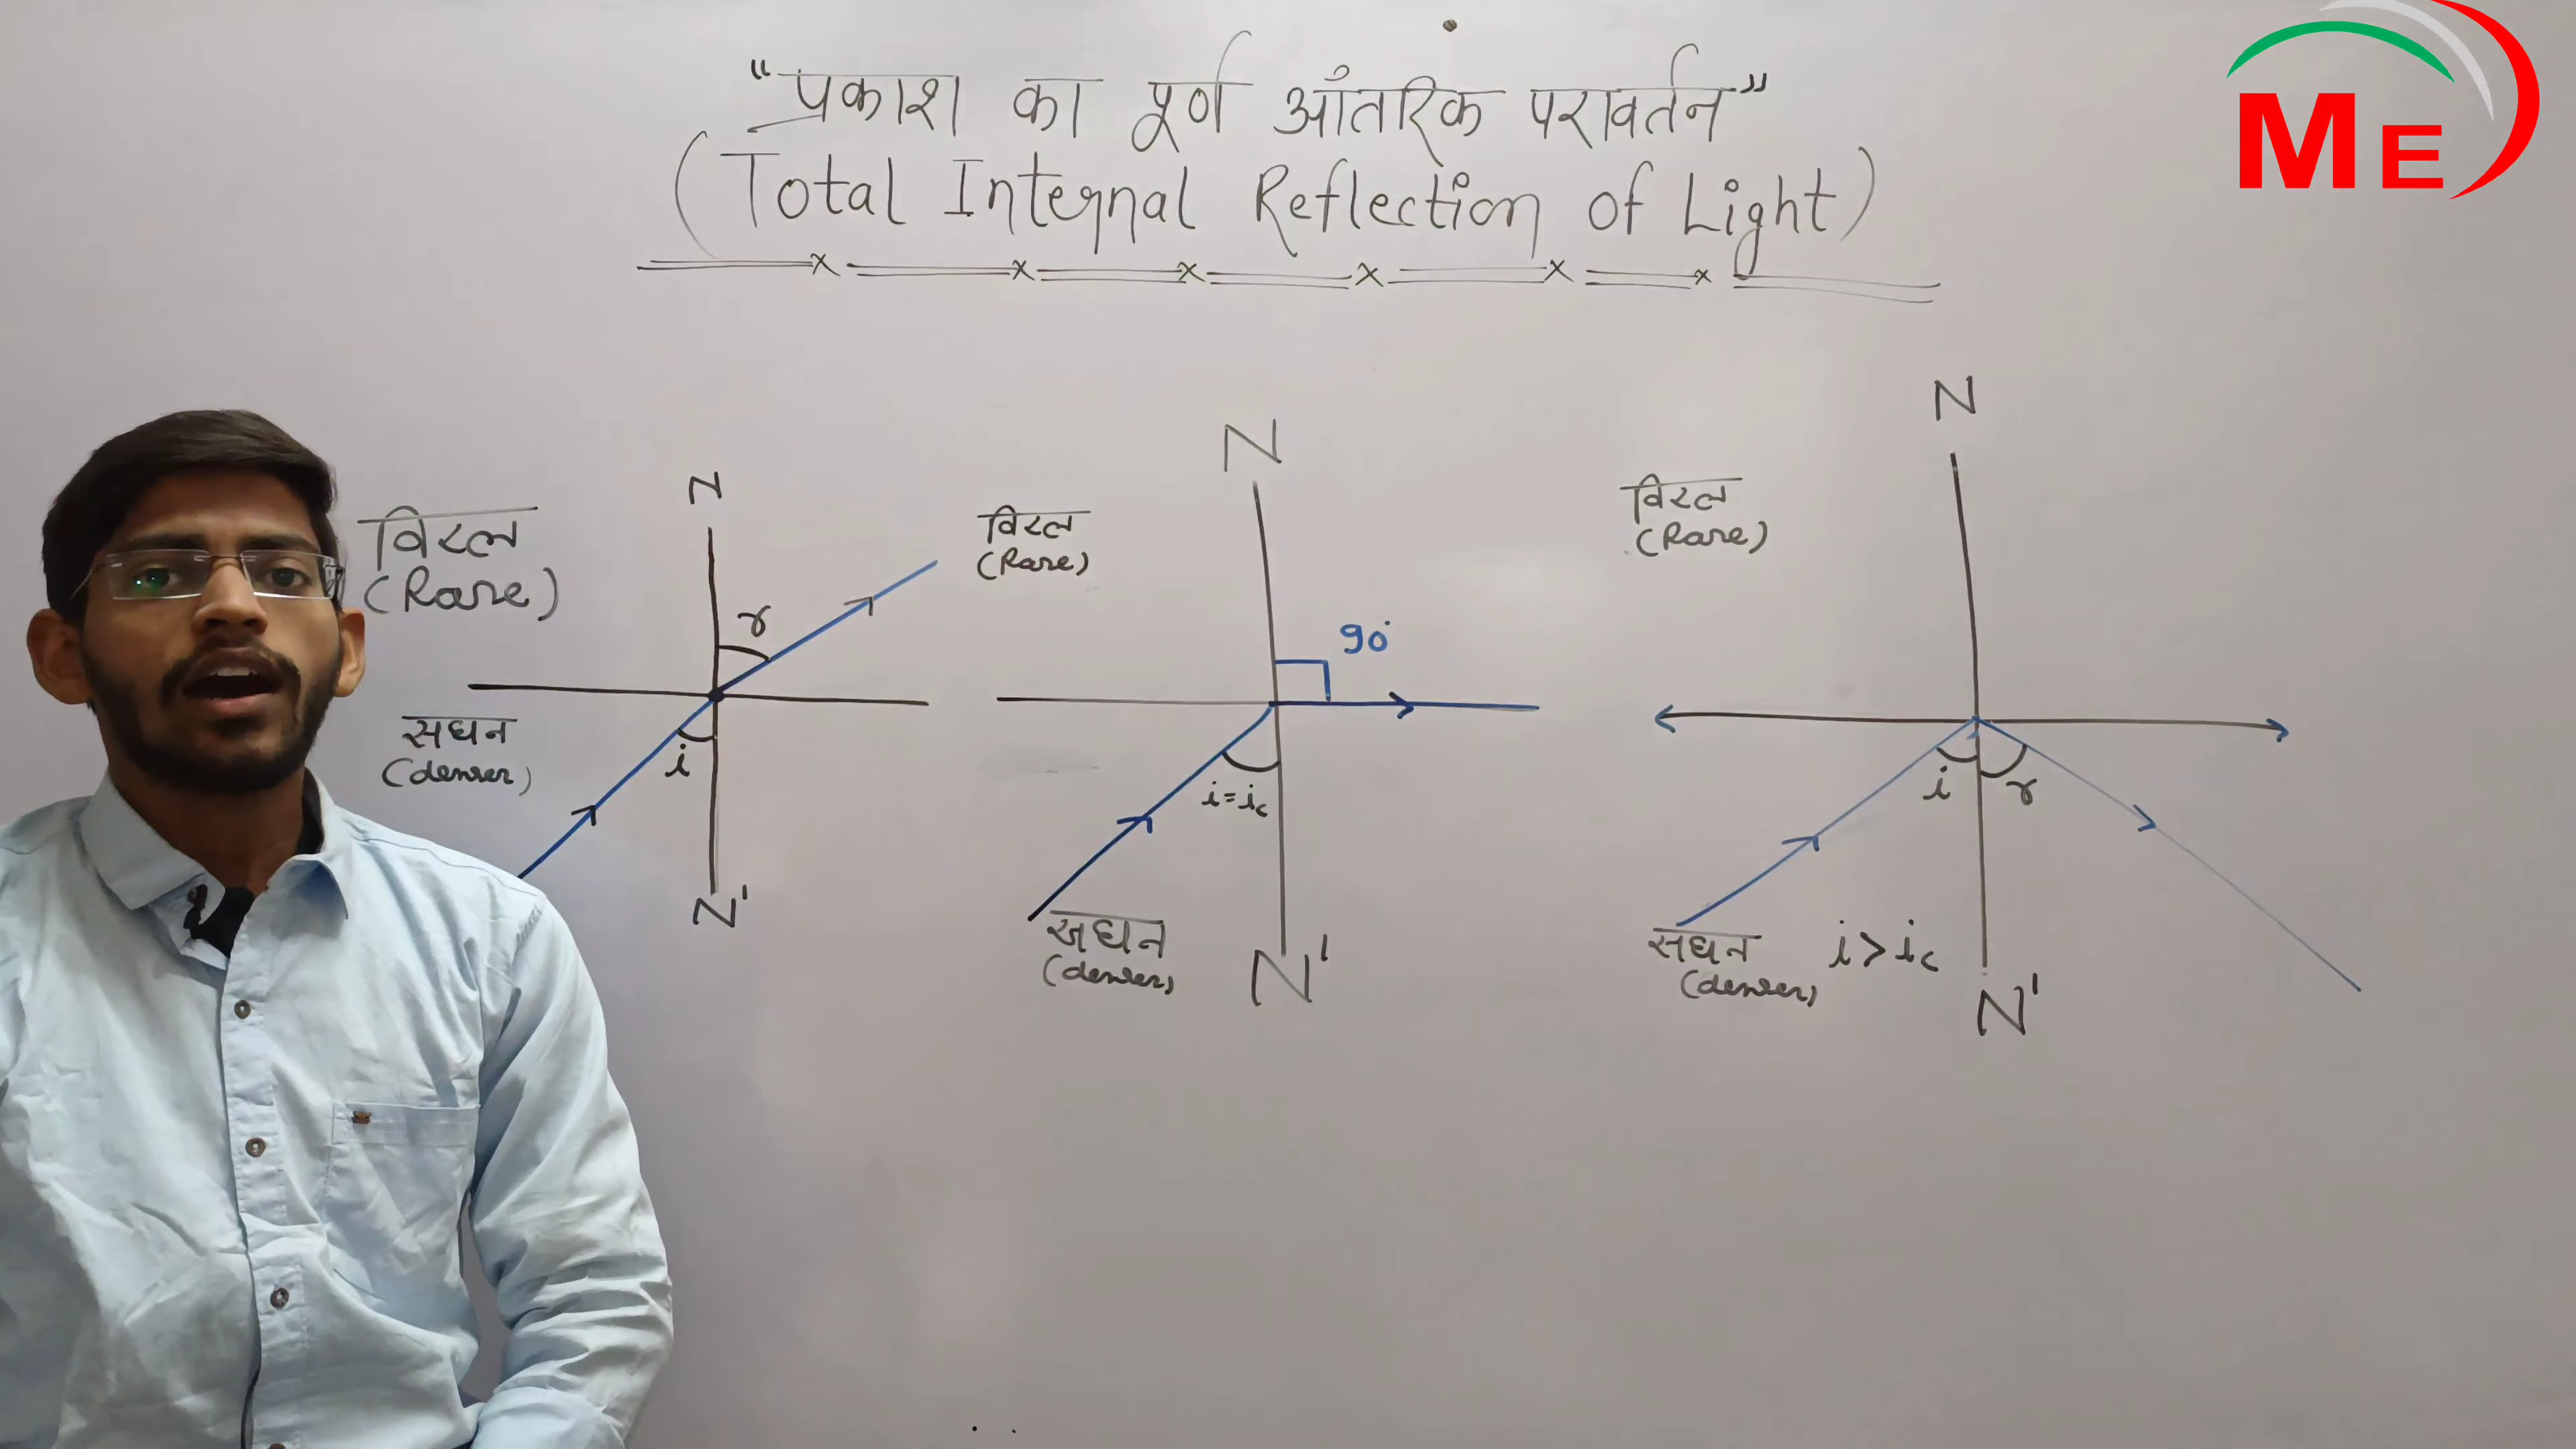 "प्रकाश का पूर्ण आंतरिक परावर्तन"
(Total Internal Reflection of Light)
ME
N
विरल
(Rare)
r
सघन
(denser)
i
N'
N
विरल
(Rare)
90°
i = ic
सघन
(denser)
N'
N
विरल
(Rare)
i
r
सघन
(denser)
i > ic
N'